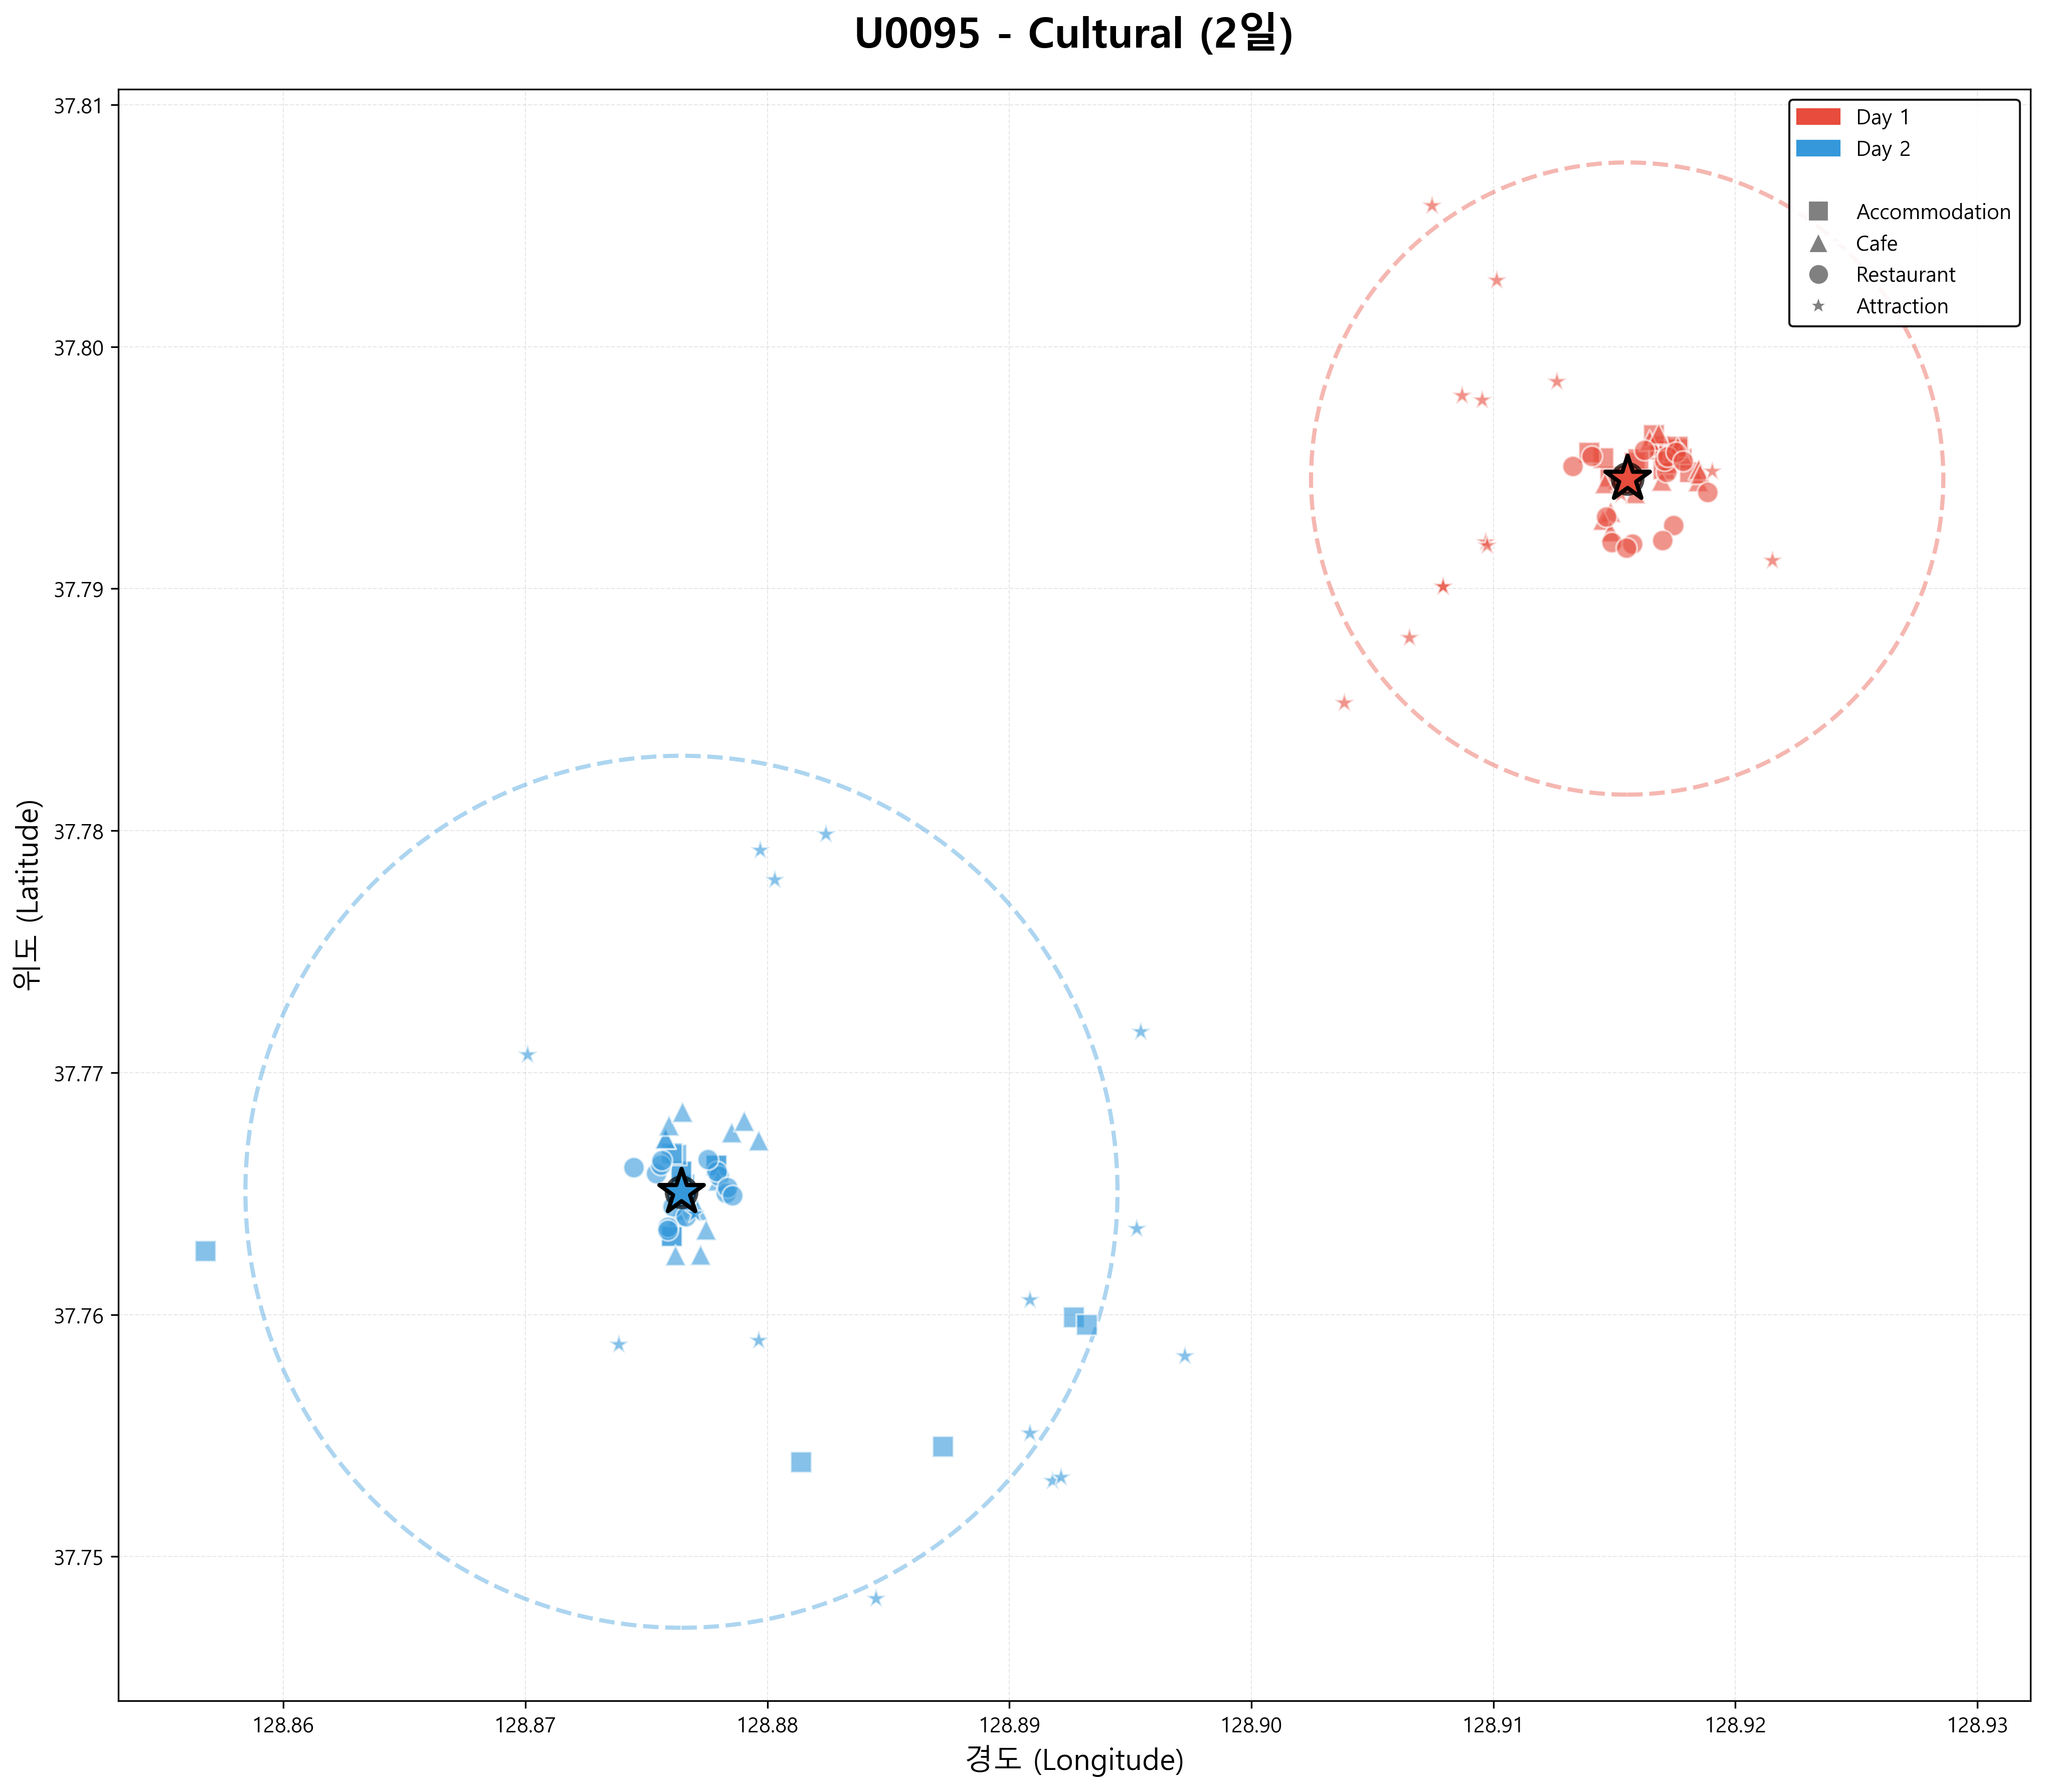 U0095 - Cultural (2일)
Day 1
Day 2
Accommodation
Cafe
Restaurant
Attraction
37.81
37.80
37.79
37.78
37.77
37.76
37.75
위도 (Latitude)
128.86
128.87
128.88
128.89
128.90
128.91
128.92
128.93
경도 (Longitude)